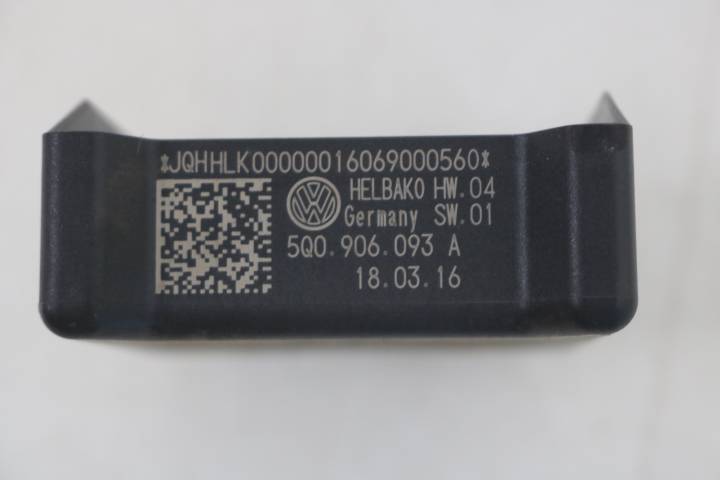 *JQHHLK00000016069000560*
HELBAKO HW.04
Germany SW.01
5Q0.906.093 A
18.03.16